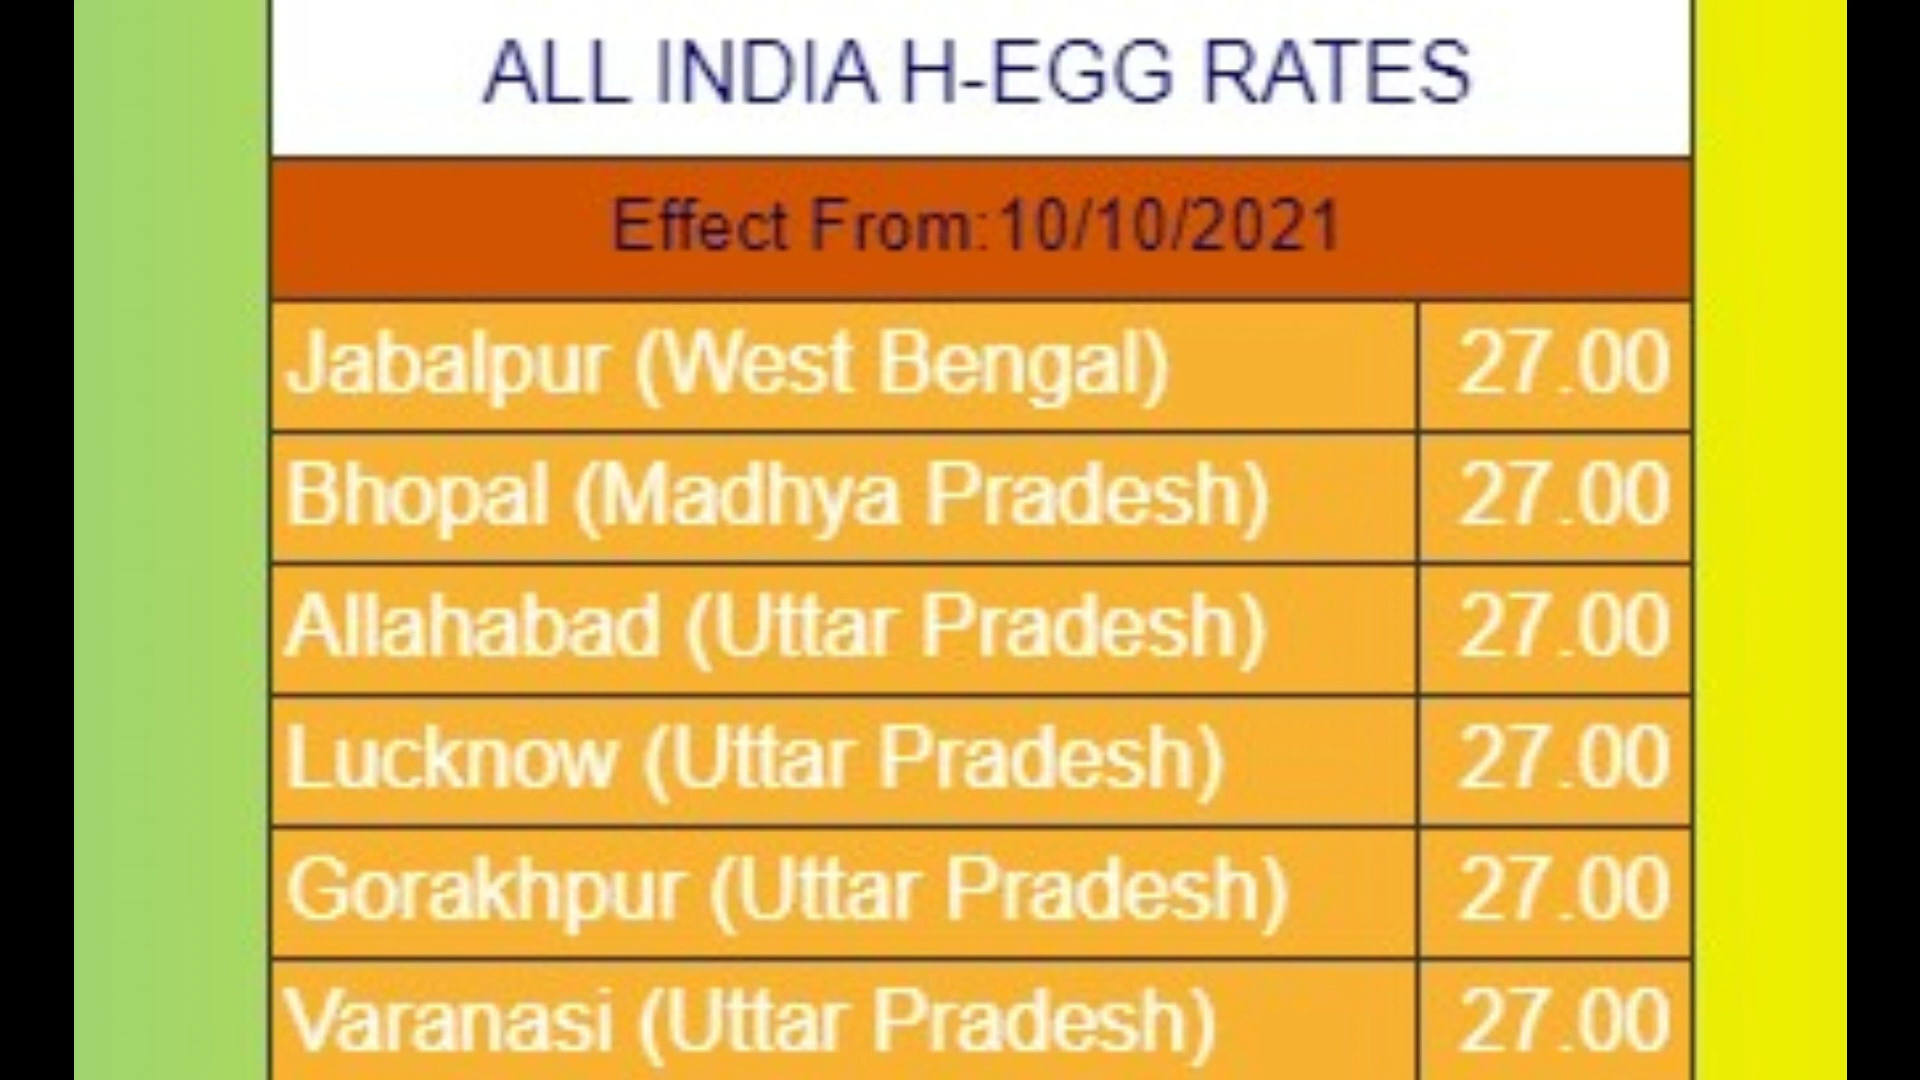 ALL INDIA H-EGG RATES
Effect From:10/10/2021
Jabalpur (West Bengal) 27.00
Bhopal (Madhya Pradesh) 27.00
Allahabad (Uttar Pradesh) 27.00
Lucknow (Uttar Pradesh) 27.00
Gorakhpur (Uttar Pradesh) 27.00
Varanasi (Uttar Pradesh) 27.00